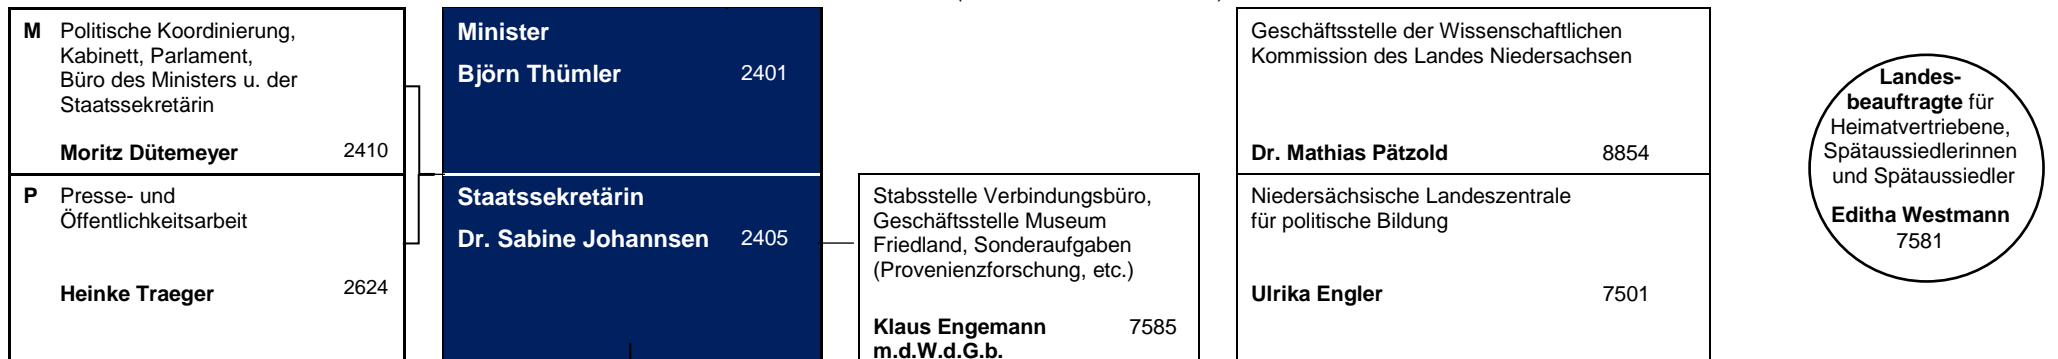 M Politische Koordinierung,
Kabinett, Parlament,
Büro des Ministers u. der
Staatssekretärin
Moritz Dütemeyer 2410
P Presse- und
Öffentlichkeitsarbeit
Heinke Traeger 2624
Minister
Björn Thümler 2401
Staatssekretärin
Dr. Sabine Johannsen 2405
Stabsstelle Verbindungsbüro,
Geschäftsstelle Museum
Friedland, Sonderaufgaben
(Provenienzforschung, etc.)
Klaus Engemann 7585
m.d.W.d.G.b.
Geschäftsstelle der Wissenschaftlichen
Kommission des Landes Niedersachsen
Dr. Mathias Pätzold 8854
Niedersächsische Landeszentrale
für politische Bildung
Ulrika Engler 7501
Landes-
beauftragte für
Heimatvertriebene,
Spätaussiedlerinnen
und Spätaussiedler
Editha Westmann
7581